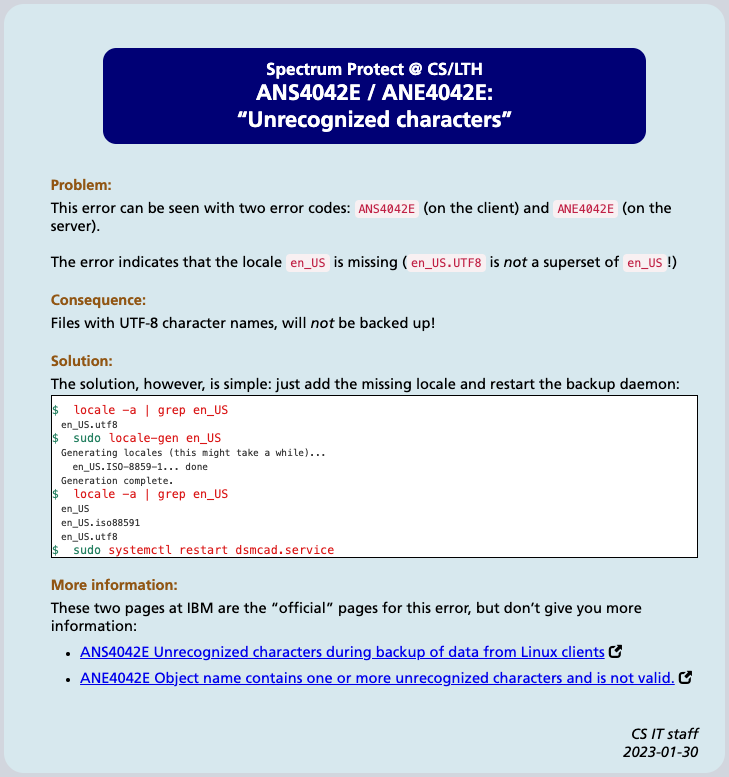 Spectrum Protect @ CS/LTH
ANS4042E / ANE4042E:
“Unrecognized characters”
Problem:
This error can be seen with two error codes: ANS4042E (on the client) and ANE4042E (on the
server).
The error indicates that the locale en_US is missing (en_US.UTF8 is not a superset of en_US!)
Consequence:
Files with UTF-8 character names, will not be backed up!
Solution:
The solution, however, is simple: just add the missing locale and restart the backup daemon:
$ locale -a | grep en_US
en_US.utf8
$ sudo locale-gen en_US
Generating locales (this might take a while)...
en_US.ISO-8859-1... done
Generation complete.
$ locale -a | grep en_US
en_US
en_US.iso88591
en_US.utf8
$ sudo systemctl restart dsmcad.service
More information:
These two pages at IBM are the “official” pages for this error, but don’t give you more
information:
• ANS4042E Unrecognized characters during backup of data from Linux clients
• ANE4042E Object name contains one or more unrecognized characters and is not valid.
CS IT staff
2023-01-30